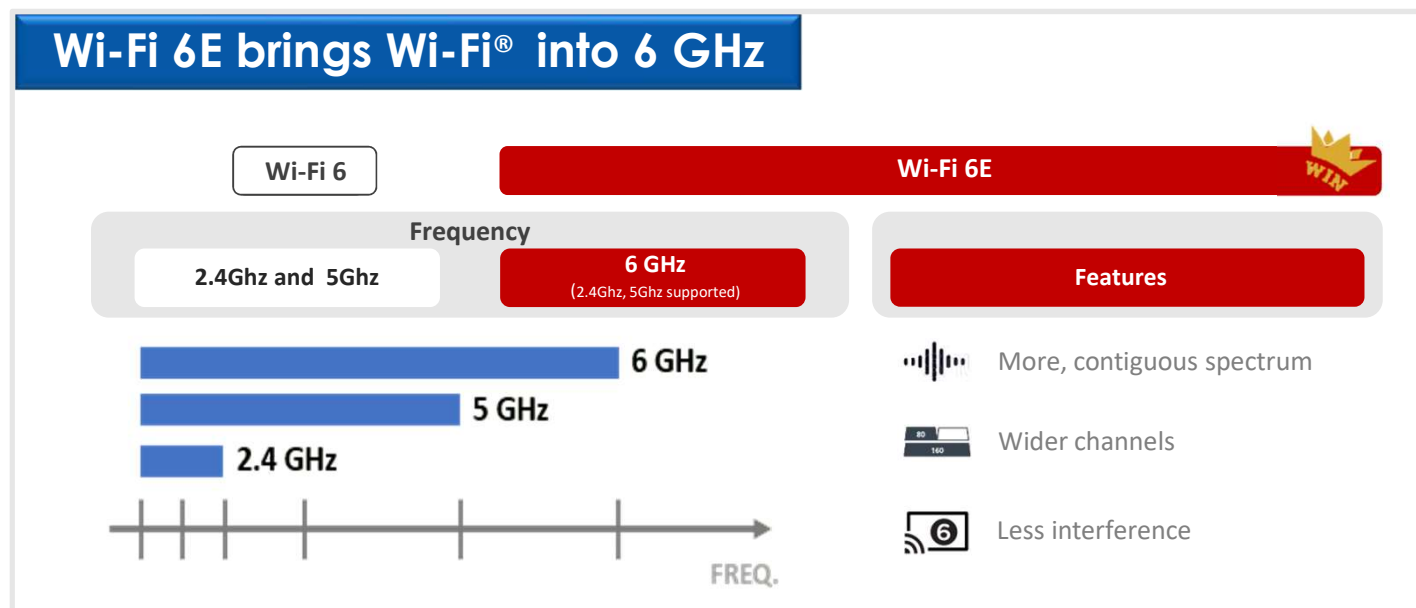 Wi-Fi 6E brings Wi-Fi® into 6 GHz
Wi-Fi 6
Wi-Fi 6E
WIN
Frequency
2.4Ghz and 5Ghz
6 GHz
(2.4Ghz, 5Ghz supported)
Features
6 GHz
5 GHz
2.4 GHz
FREQ.
More, contiguous spectrum
80
160
Wider channels
6
Less interference